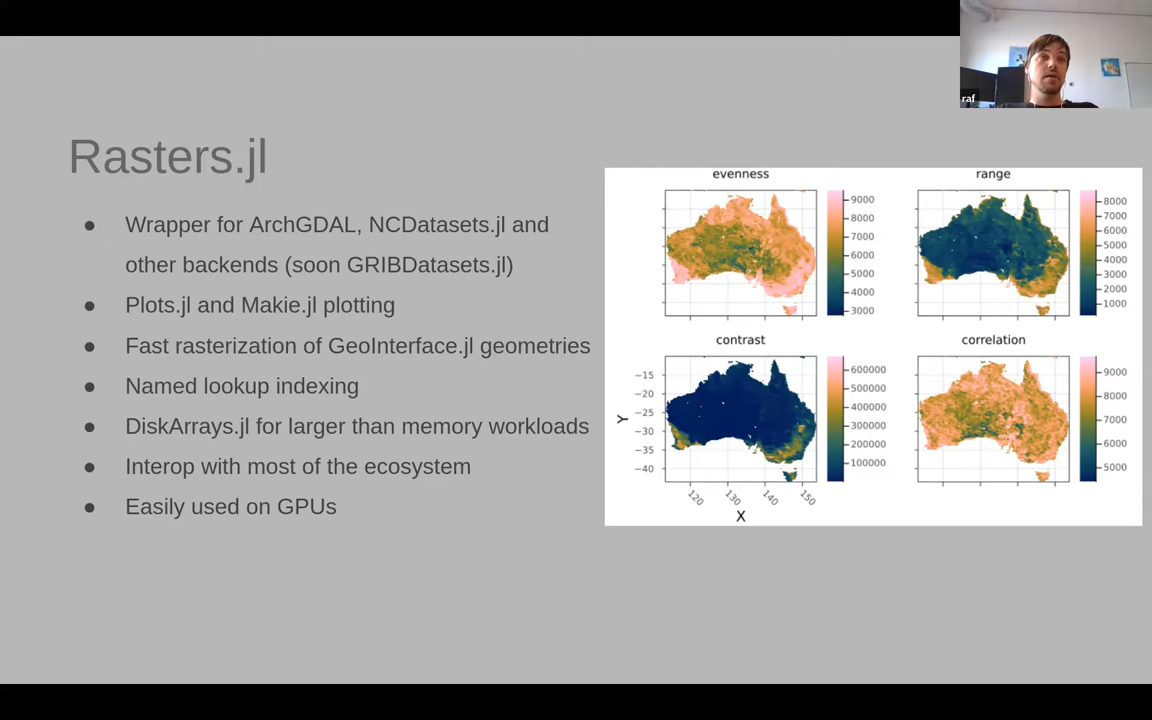 raf
Rasters.jl
● Wrapper for ArchGDAL, NCDatasets.jl and
other backends (soon GRIBDatasets.jl)
● Plots.jl and Makie.jl plotting
● Fast rasterization of GeoInterface.jl geometries
● Named lookup indexing
● DiskArrays.jl for larger than memory workloads
● Interop with most of the ecosystem
● Easily used on GPUs
evenness
9000
8000
7000
6000
5000
4000
3000
range
8000
7000
6000
5000
4000
3000
2000
1000
contrast
Y
−15
−20
−25
−30
−35
−40
120 130 140 150
X
600000
500000
400000
300000
200000
100000
correlation
9000
8000
7000
6000
5000